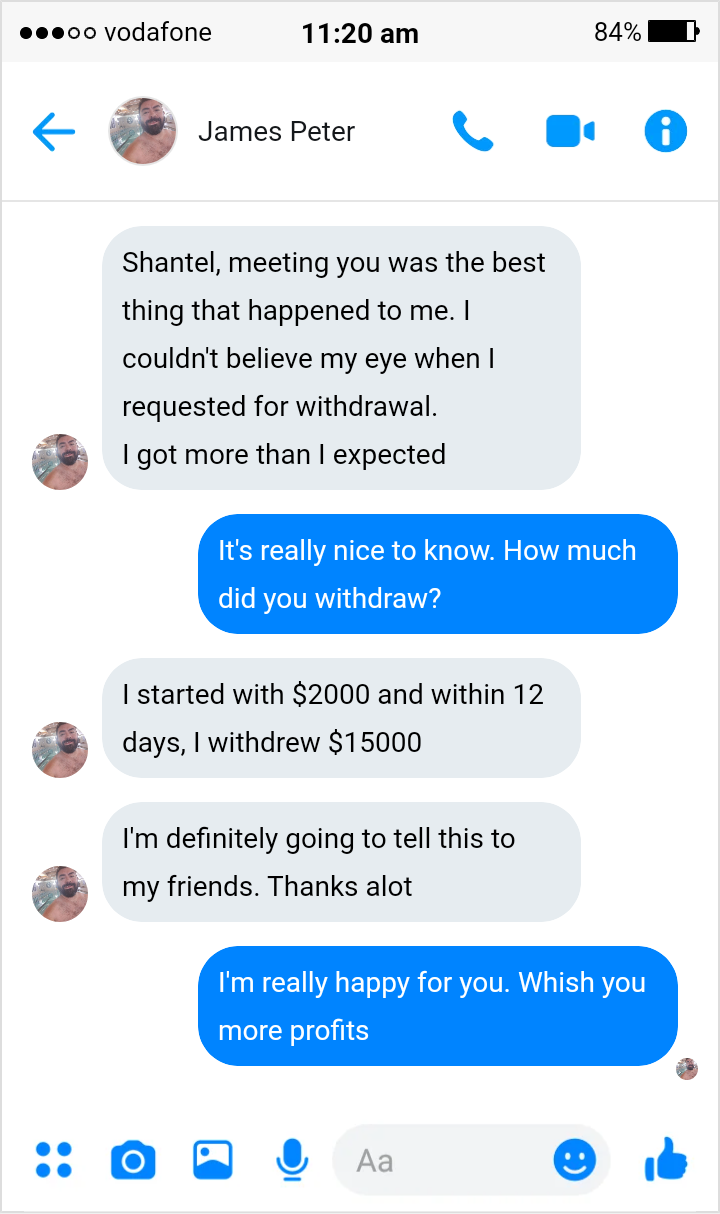 vodafone 11:20 am 84%
James Peter
Shantel, meeting you was the best
thing that happened to me. I
couldn't believe my eye when I
requested for withdrawal.
I got more than I expected
It's really nice to know. How much
did you withdraw?
I started with $2000 and within 12
days, I withdrew $15000
I'm definitely going to tell this to
my friends. Thanks alot
I'm really happy for you. Whish you
more profits
Aa